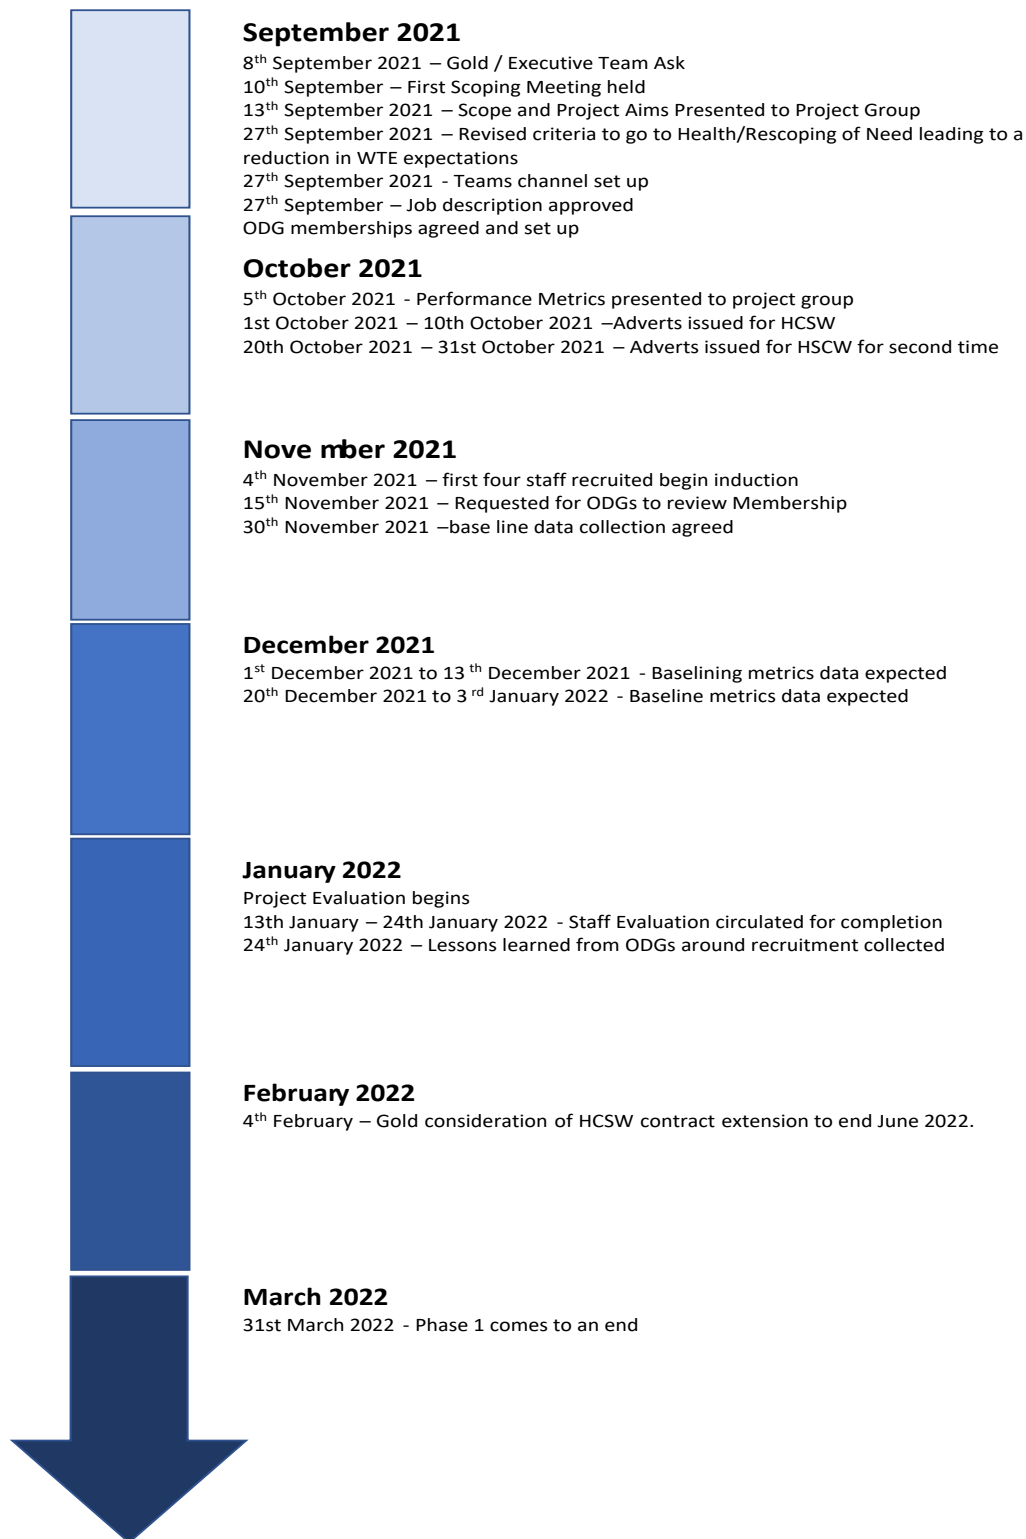 September 2021
8th September 2021 – Gold / Executive Team Ask
10th September – First Scoping Meeting held
13th September 2021 – Scope and Project Aims Presented to Project Group
27th September 2021 – Revised criteria to go to Health/Rescoping of Need leading to a
reduction in WTE expectations
27th September 2021 - Teams channel set up
27th September – Job description approved
ODG memberships agreed and set up
October 2021
5th October 2021 - Performance Metrics presented to project group
1st October 2021 – 10th October 2021 –Adverts issued for HCSW
20th October 2021 – 31st October 2021 – Adverts issued for HSCW for second time
Nove mber 2021
4th November 2021 – first four staff recruited begin induction
15th November 2021 – Requested for ODGs to review Membership
30th November 2021 –base line data collection agreed
December 2021
1st December 2021 to 13 th December 2021 - Baselining metrics data expected
20th December 2021 to 3 rd January 2022 - Baseline metrics data expected
January 2022
Project Evaluation begins
13th January – 24th January 2022 - Staff Evaluation circulated for completion
24th January 2022 – Lessons learned from ODGs around recruitment collected
February 2022
4th February – Gold consideration of HCSW contract extension to end June 2022.
March 2022
31st March 2022 - Phase 1 comes to an end